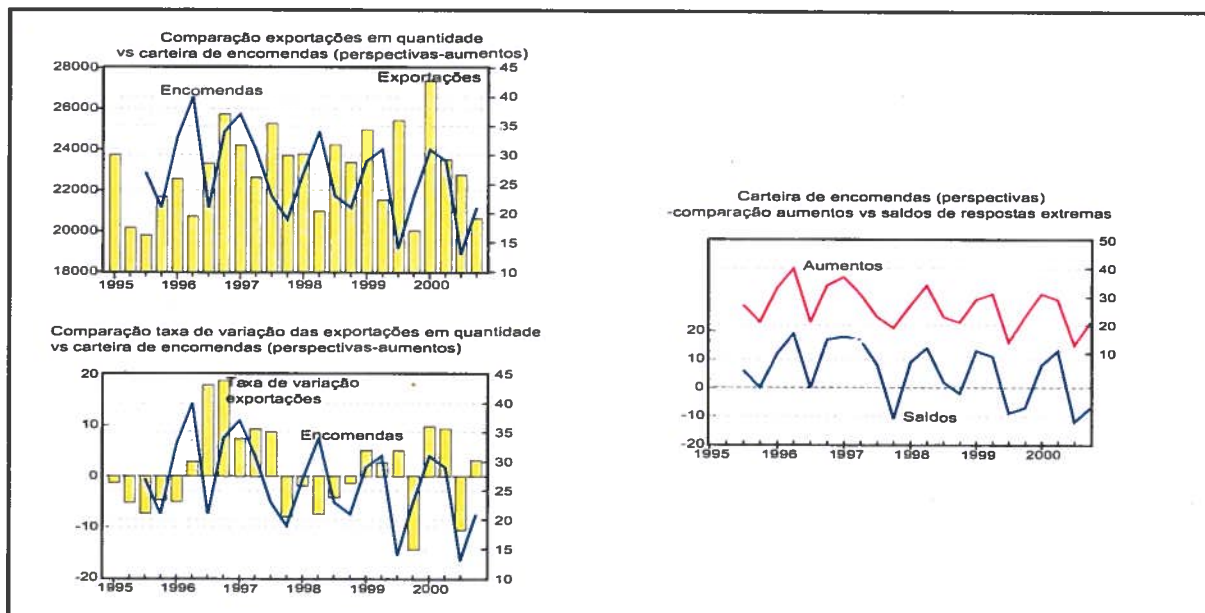 Comparação exportações em quantidade
vs carteira de encomendas (perspectivas-aumentos)
28000
26000
24000
22000
20000
18000
45
40
35
30
25
20
15
10
Exportações
Encomendas
1995 1996 1997 1998 1999 2000
Comparação taxa de variação das exportações em quantidade
vs carteira de encomendas (perspectivas-aumentos)
20
10
0
-10
-20
45
40
35
30
25
20
15
10
Taxa de variação
exportações
Encomendas
1995 1996 1997 1998 1999 2000
Carteira de encomendas (perspectivas)
-comparação aumentos vs saldos de respostas extremas
50
40
30
20
10
20
10
0
-10
-20
Aumentos
Saldos
1995 1996 1997 1998 1999 2000